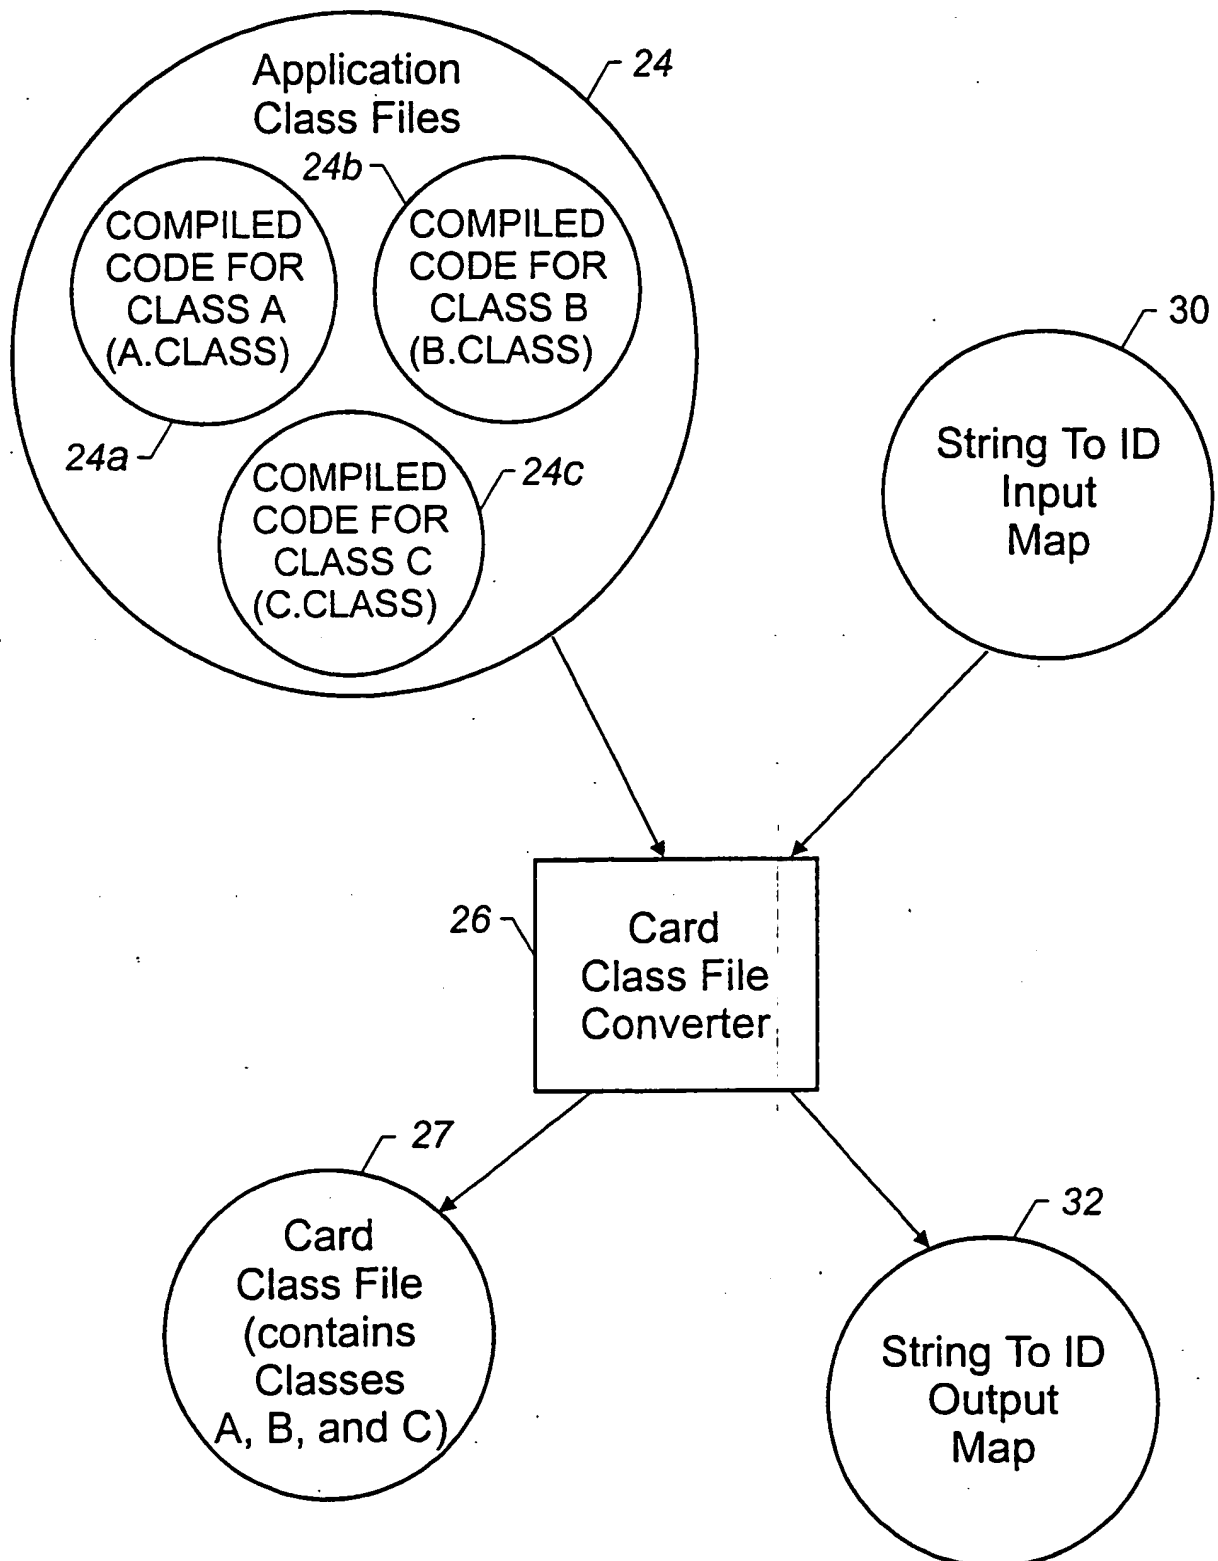 Application
Class Files
24
24b
COMPILED
CODE FOR
CLASS A
(A.CLASS)
COMPILED
CODE FOR
CLASS B
(B.CLASS)
24a
COMPILED
CODE FOR
CLASS C
(C.CLASS)
24c
30
String To ID
Input
Map
26
Card
Class File
Converter
27
Card
Class File
(contains
Classes
A, B, and C)
32
String To ID
Output
Map